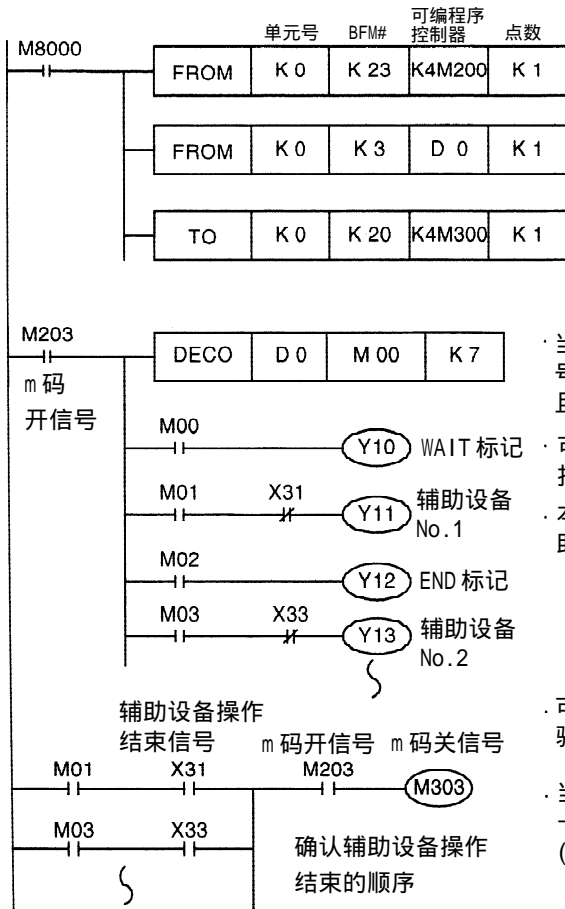 单元号 BFM# 可编程序控制器 点数
M8000
FROM K 0 K 23 K4M200 K 1
FROM K 0 K 3 D 0 K 1
TO K 0 K 20 K4M300 K 1
M203
DECO D 0 M 00 K 7
m 码
开信号
M00
Y10 WAIT 标记
M01 X31
Y11 辅助设备
No.1
M02
Y12 END 标记
M03 X33
Y13 辅助设备
No.2
辅助设备操作
结束信号 m 码开信号 m 码关信号
M01 X31 M203
M303
M03 X33
确认辅助设备操作
结束的顺序